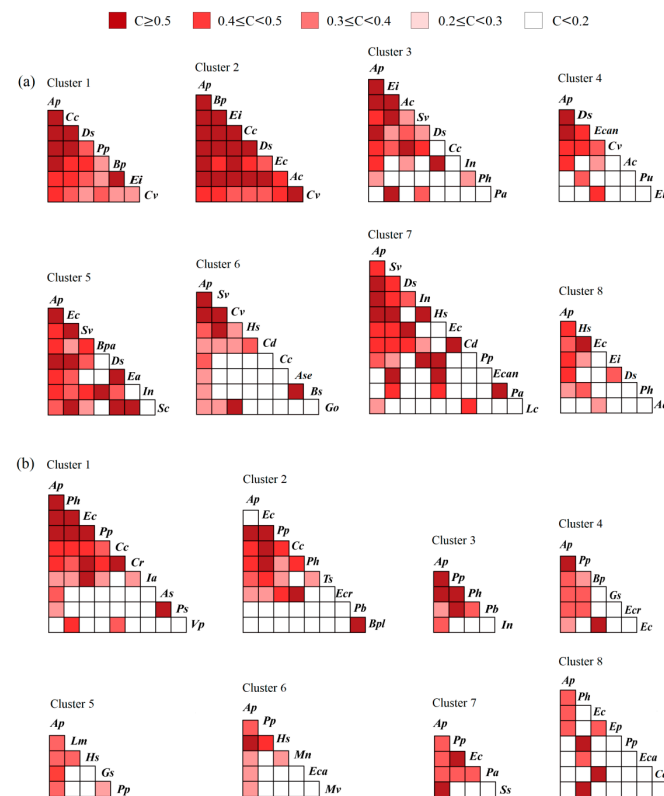 C≥0.5 0.4≤C<0.5 0.3≤C<0.4 0.2≤C<0.3 C<0.2
(a)
Cluster 1
Ap
Cc
Ds
Pp
Bp
Ei
Cv
Cluster 2
Ap
Bp
Ei
Cc
Ds
Ec
Ac
Cv
Cluster 3
Ap
Ei
Ac
Sv
Ds
Cc
In
Ph
Pa
Cluster 4
Ap
Ds
Ecan
Cv
Ac
Pu
Cluster 5
Ap
Ec
Sv
Bpa
Ds
Ea
In
Sc
Cluster 6
Ap
Sv
Cv
Hs
Cd
Cc
Ase
Bs
Go
Cluster 7
Ap
Sv
Ds
In
Hs
Ec
Cd
Pp
Ecan
Pa
Lc
Cluster 8
Ap
Hs
Ec
Ei
Ds
Ph
(b)
Cluster 1
Ap
Ph
Ec
Pp
Cc
Cr
Ia
As
Ps
Vp
Cluster 2
Ap
Ec
Pp
Cc
Ph
Ts
Ecr
Pb
Bpl
Cluster 3
Ap
Pp
Ph
Pb
In
Cluster 4
Ap
Pp
Bp
Gs
Ecr
Ec
Cluster 5
Ap
Lm
Hs
Gs
Pp
Cluster 6
Ap
Pp
Hs
Mn
Eca
Mv
Cluster 7
Ap
Pp
Ec
Pa
Ss
Cluster 8
Ap
Ph
Ec
Ep
Pp
Eca